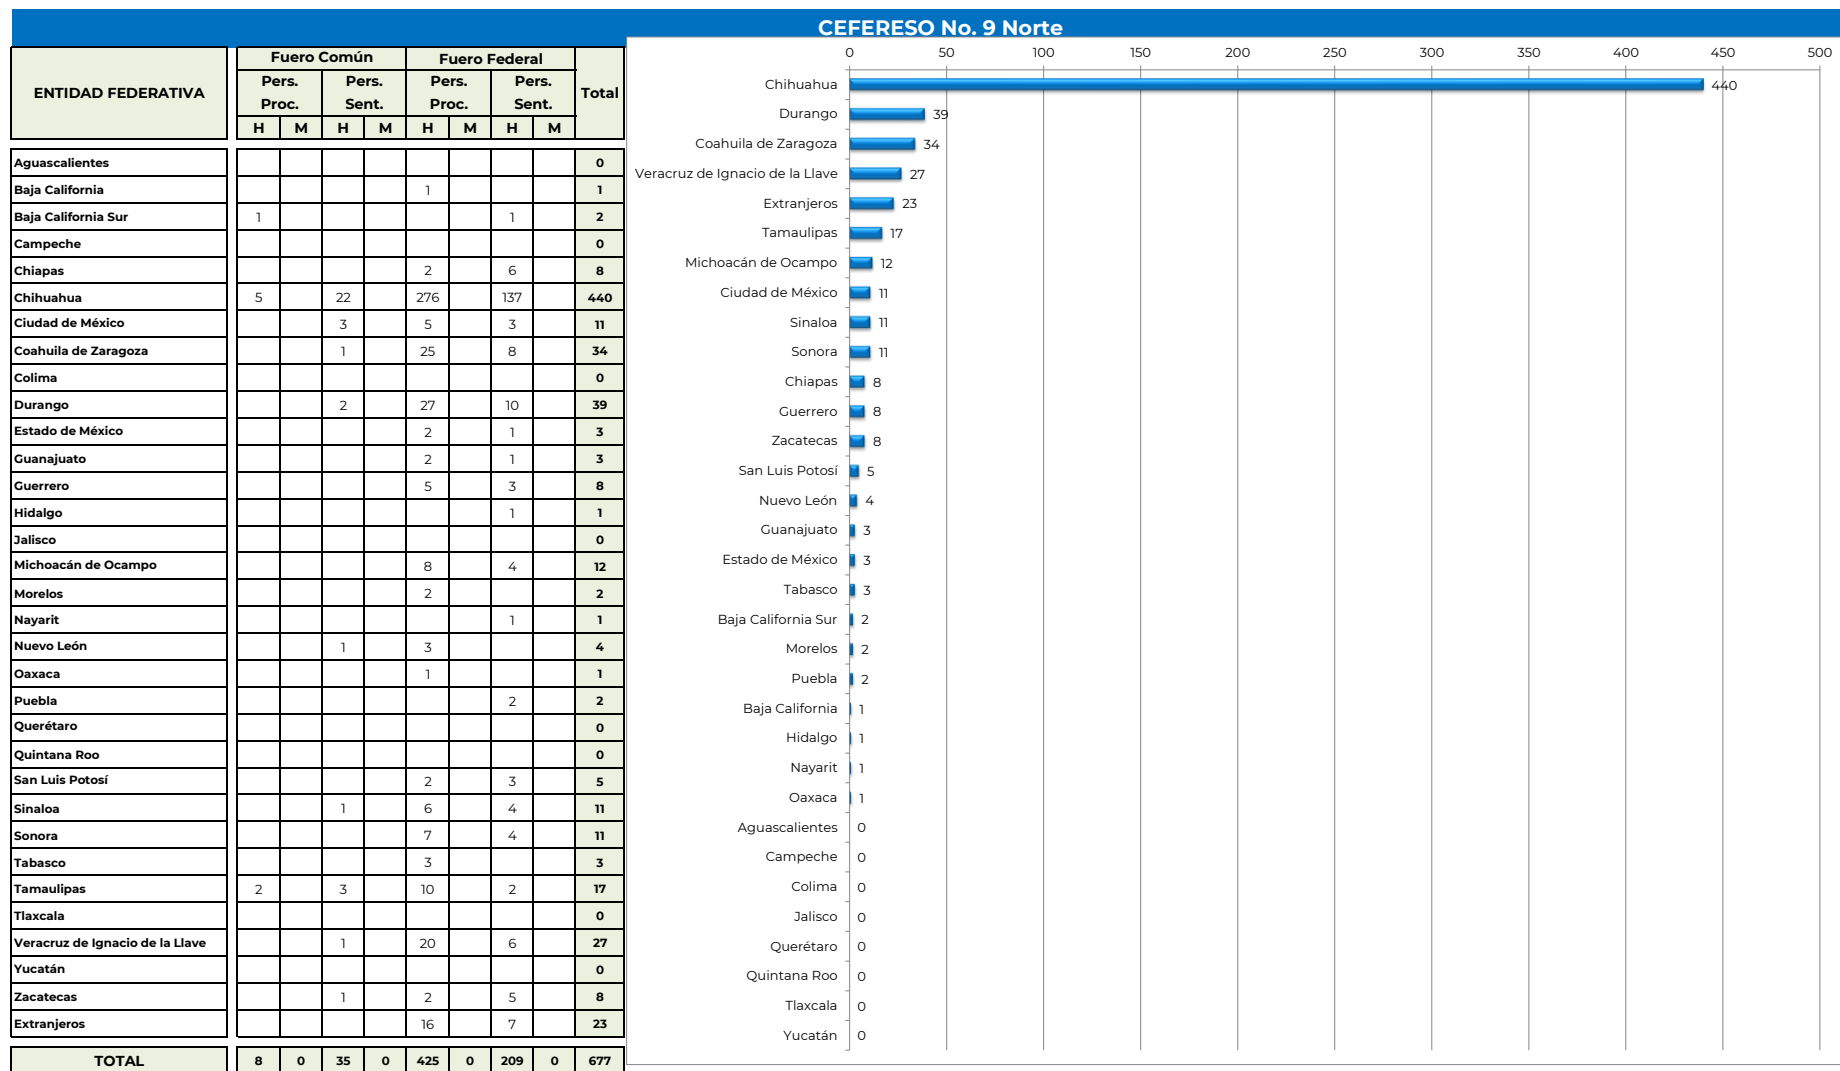 CEFERESO No. 9 Norte
ENTIDAD FEDERATIVA Fuero Común Fuero Federal Total
Pers. Proc. Pers. Sent. Pers. Proc. Pers. Sent.
H M H M H M H M
Aguascalientes 0
Baja California 1 1
Baja California Sur 1 1 2
Campeche 0
Chiapas 2 6 8
Chihuahua 5 22 276 137 440
Ciudad de México 3 5 3 11
Coahuila de Zaragoza 1 25 8 34
Colima 0
Durango 2 27 10 39
Estado de México 2 1 3
Guanajuato 2 1 3
Guerrero 5 3 8
Hidalgo 1 1
Jalisco 0
Michoacán de Ocampo 8 4 12
Morelos 2 2
Nayarit 1 1
Nuevo León 1 3 4
Oaxaca 1 1
Puebla 2 2
Querétaro 0
Quintana Roo 0
San Luis Potosí 2 3 5
Sinaloa 1 6 4 11
Sonora 7 4 11
Tabasco 3 3
Tamaulipas 2 3 10 2 17
Tlaxcala 0
Veracruz de Ignacio de la Llave 1 20 6 27
Yucatán 0
Zacatecas 1 2 5 8
Extranjeros 16 7 23
TOTAL 8 0 35 0 425 0 209 0 677
0 50 100 150 200 250 300 350 400 450 500
Chihuahua 440
Durango 39
Coahuila de Zaragoza 34
Veracruz de Ignacio de la Llave 27
Extranjeros 23
Tamaulipas 17
Michoacán de Ocampo 12
Ciudad de México 11
Sinaloa 11
Sonora 11
Chiapas 8
Guerrero 8
Zacatecas 8
San Luis Potosí 5
Nuevo León 4
Guanajuato 3
Estado de México 3
Tabasco 3
Baja California Sur 2
Morelos 2
Puebla 2
Baja California 1
Hidalgo 1
Nayarit 1
Oaxaca 1
Aguascalientes 0
Campeche 0
Colima 0
Jalisco 0
Querétaro 0
Quintana Roo 0
Tlaxcala 0
Yucatán 0